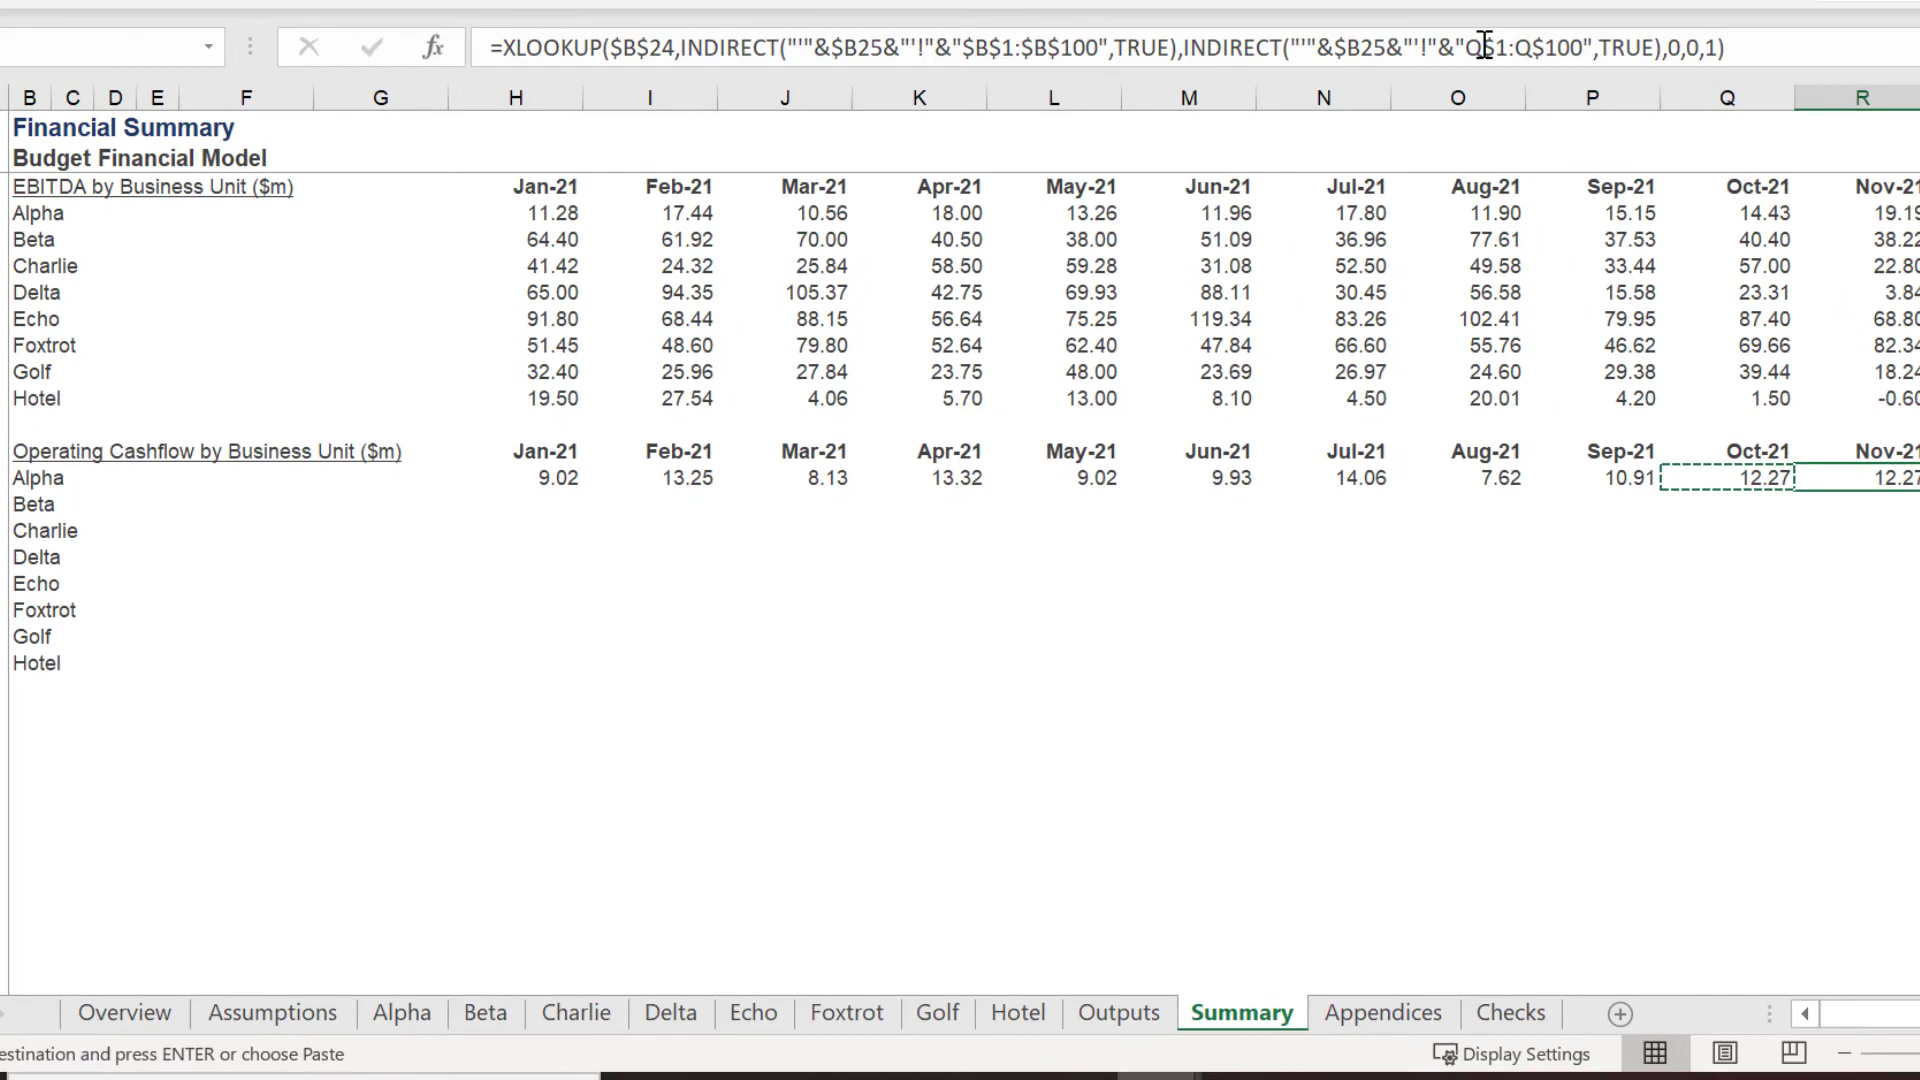 =XLOOKUP($B$24,INDIRECT("'"&$B25&"'!"&"$B$1:$B$100",TRUE),INDIRECT("'"&$B25&"'!"&"Q$1:Q$100",TRUE),0,0,1)
B C D E F G H I J K L M N O P Q R
Financial Summary
Budget Financial Model
EBITDA by Business Unit ($m) Jan-21 Feb-21 Mar-21 Apr-21 May-21 Jun-21 Jul-21 Aug-21 Sep-21 Oct-21 Nov-21
Alpha 11.28 17.44 10.56 18.00 13.26 11.96 17.80 11.90 15.15 14.43 19.19
Beta 64.40 61.92 70.00 40.50 38.00 51.09 36.96 77.61 37.53 40.40 38.22
Charlie 41.42 24.32 25.84 58.50 59.28 31.08 52.50 49.58 33.44 57.00 22.80
Delta 65.00 94.35 105.37 42.75 69.93 88.11 30.45 56.58 15.58 23.31 3.84
Echo 91.80 68.44 88.15 56.64 75.25 119.34 83.26 102.41 79.95 87.40 68.80
Foxtrot 51.45 48.60 79.80 52.64 62.40 47.84 66.60 55.76 46.62 69.66 82.34
Golf 32.40 25.96 27.84 23.75 48.00 23.69 26.97 24.60 29.38 39.44 18.24
Hotel 19.50 27.54 4.06 5.70 13.00 8.10 4.50 20.01 4.20 1.50 -0.60
Operating Cashflow by Business Unit ($m) Jan-21 Feb-21 Mar-21 Apr-21 May-21 Jun-21 Jul-21 Aug-21 Sep-21 Oct-21 Nov-21
Alpha 9.02 13.25 8.13 13.32 9.02 9.93 14.06 7.62 10.91 12.27 12.27
Beta
Charlie
Delta
Echo
Foxtrot
Golf
Hotel
Overview Assumptions Alpha Beta Charlie Delta Echo Foxtrot Golf Hotel Outputs Summary Appendices Checks
estination and press ENTER or choose Paste Display Settings